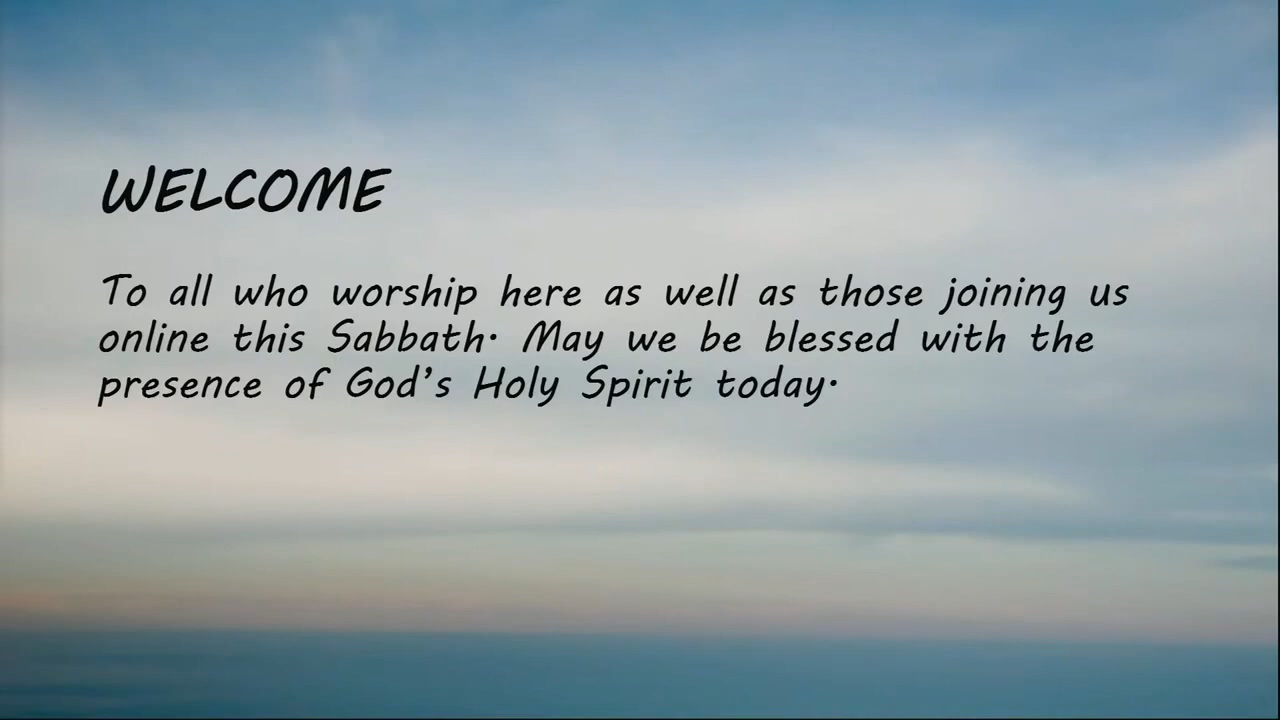 WELCOME
To all who worship here as well as those joining us
online this Sabbath. May we be blessed with the
presence of God’s Holy Spirit today.